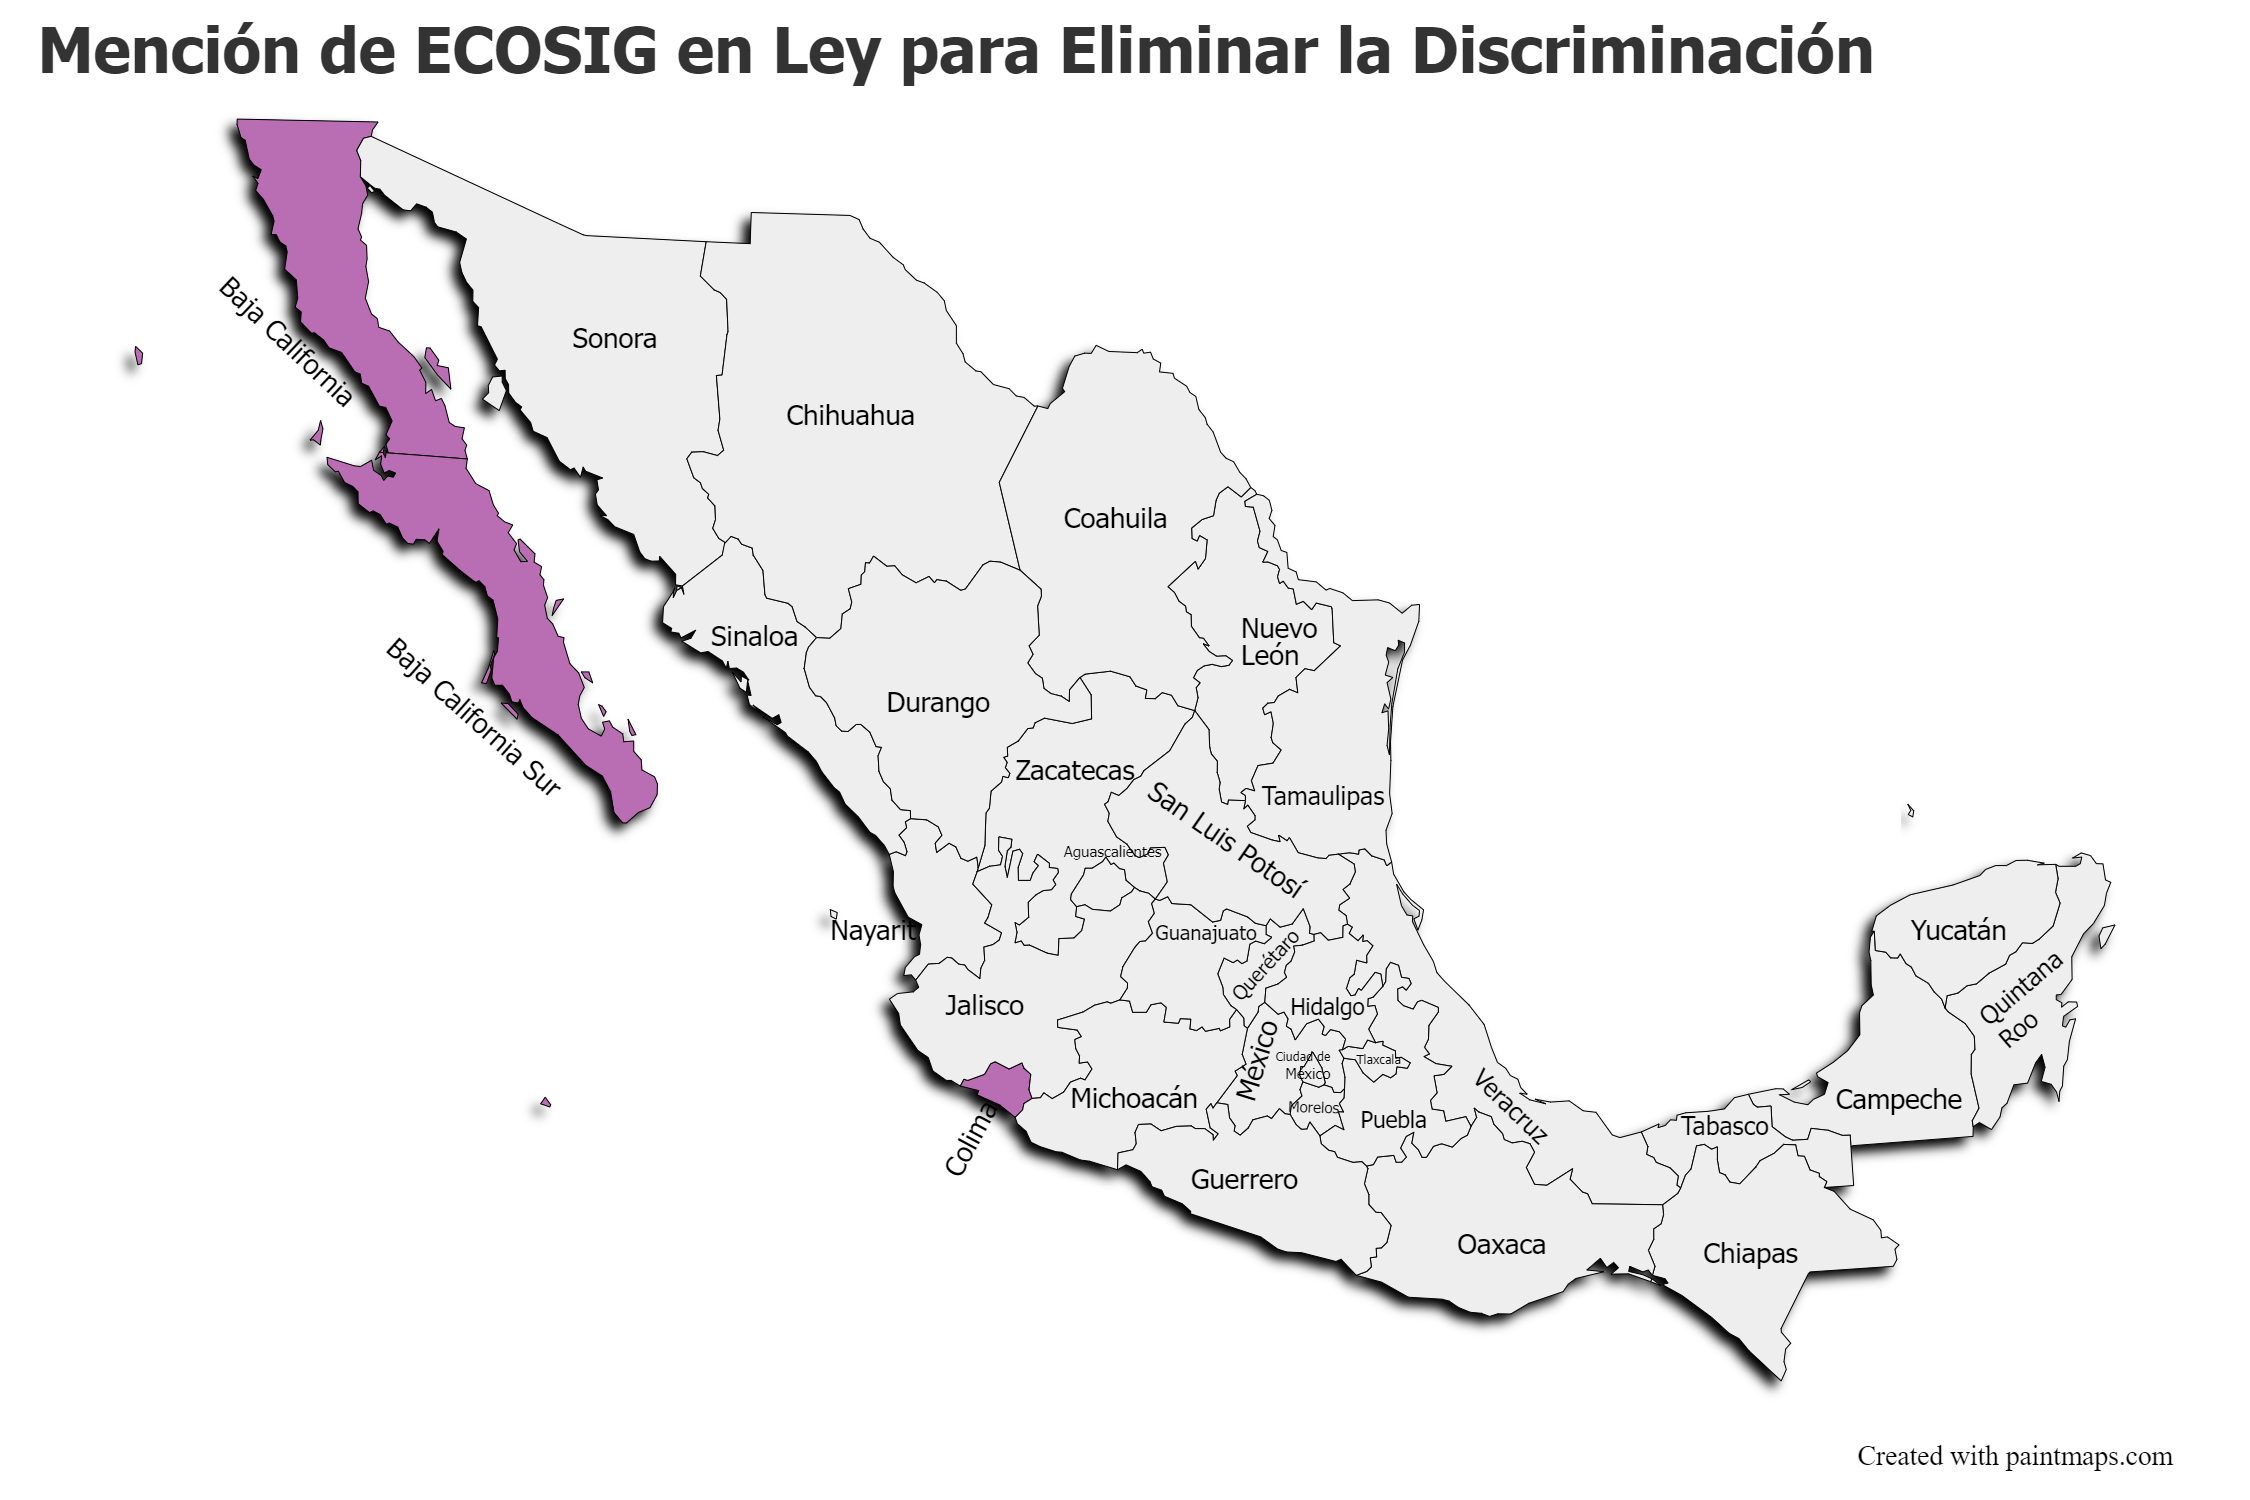 Mención de ECOSIG en Ley para Eliminar la Discriminación
Baja California
Sonora
Chihuahua
Coahuila
Baja California Sur
Sinaloa
Nuevo
León
Durango
Zacatecas
San Luis Potosí
Tamaulipas
Aguascalientes
Nayarit
Guanajuato
Querétaro
Yucatán
Quintana
Roo
Jalisco
Hidalgo
México
Ciudad de
México
Tlaxcala
Colima
Michoacán
Morelos
Puebla
Veracruz
Tabasco
Campeche
Guerrero
Oaxaca
Chiapas
Created with paintmaps.com